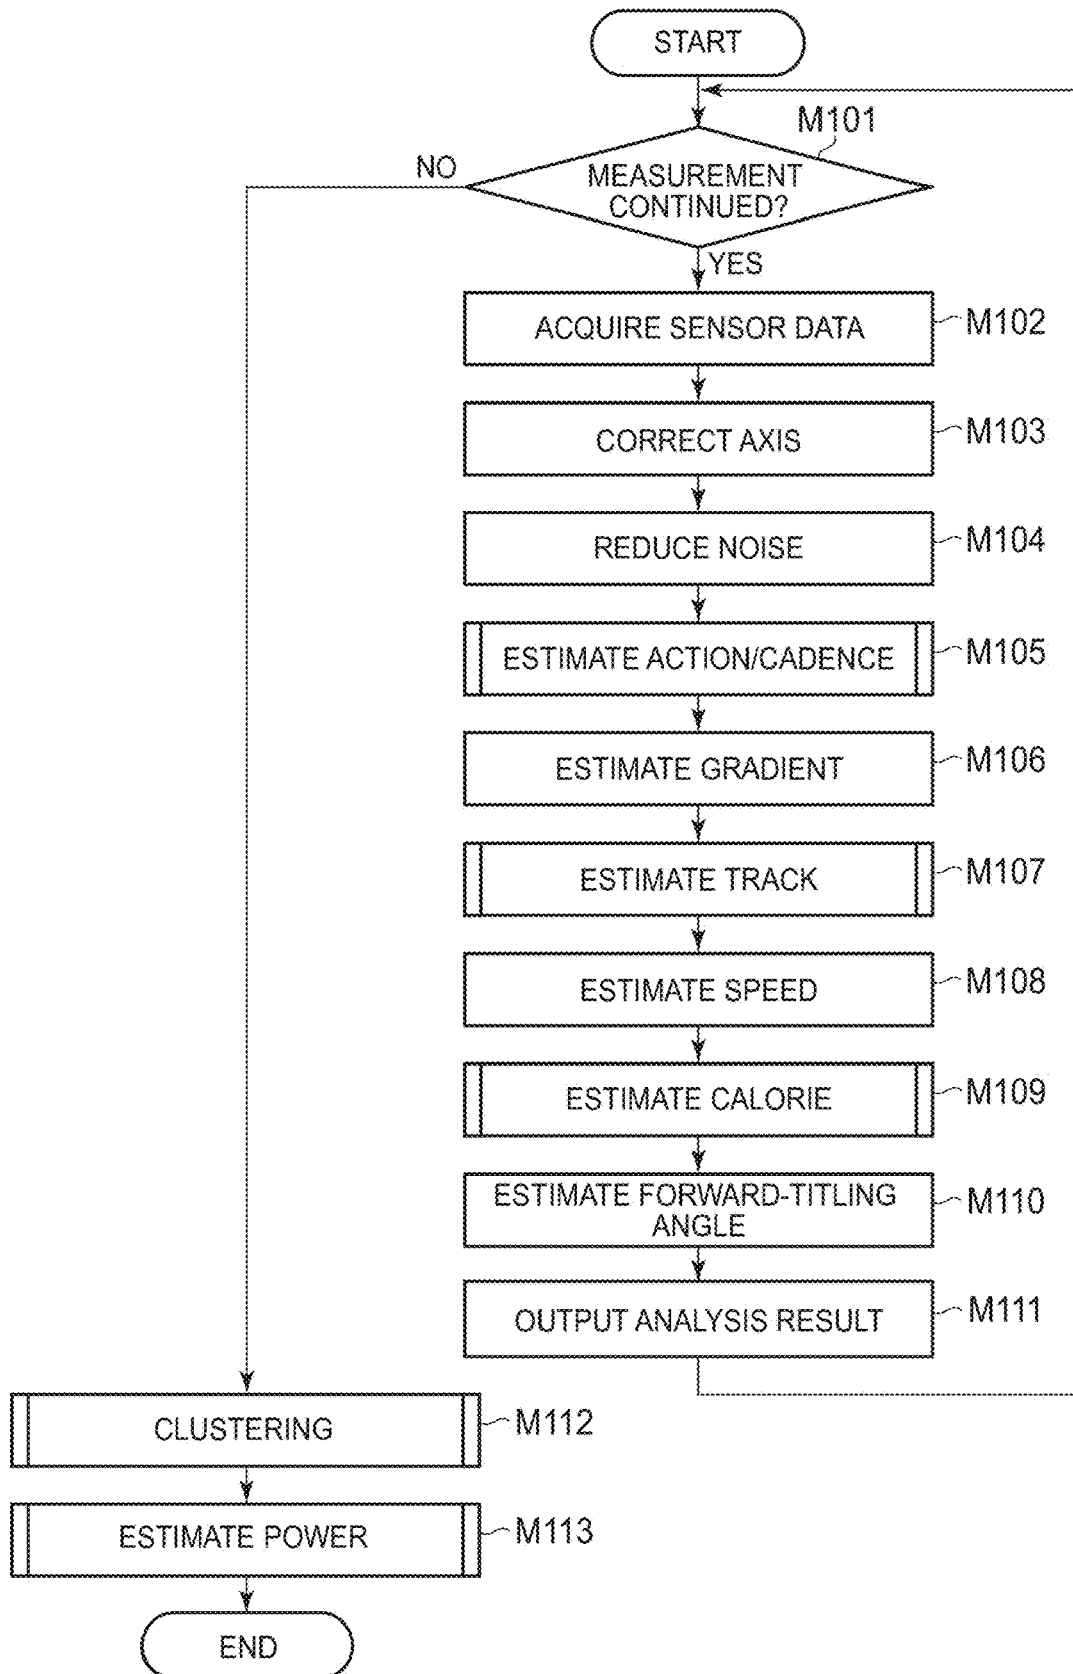 START
M101
NO
MEASUREMENT
CONTINUED?
YES
ACQUIRE SENSOR DATA
M102
CORRECT AXIS
M103
REDUCE NOISE
M104
ESTIMATE ACTION/CADENCE
M105
ESTIMATE GRADIENT
M106
ESTIMATE TRACK
M107
ESTIMATE SPEED
M108
ESTIMATE CALORIE
M109
ESTIMATE FORWARD-TITLING
ANGLE
M110
OUTPUT ANALYSIS RESULT
M111
CLUSTERING
M112
ESTIMATE POWER
M113
END